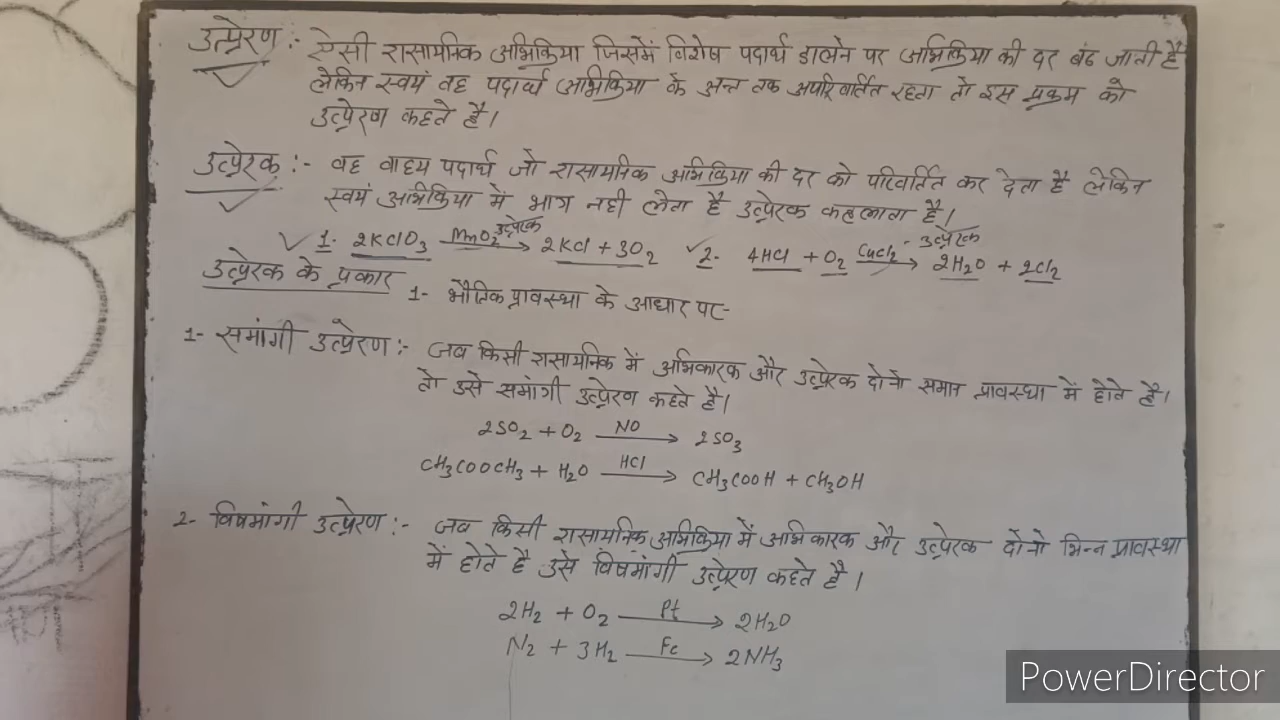 उत्प्रेरण :- ऐसी रासायनिक अभिक्रिया जिसमें विशेष पदार्थ डालने पर अभिक्रिया की दर बढ जाती है
लेकिन स्वयं वह पदार्थ अभिक्रिया के अन्त तक अपरिवर्तित रहता तो इस प्रक्रम को
उत्प्रेरण कहते है।
उत्प्रेरक :- वह वाह्य पदार्थ जो रासायनिक अभिक्रिया की दर को परिवर्तित कर देता है लेकिन
स्वयं अभिक्रिया में भाग नही लेता है उत्प्रेरक कहलाता है।
1- 2KClO₃ —MnO₂ उत्प्रेरक→ 2KCl + 3O₂ 2- 4HCl + O₂ —CuCl₂ - उत्प्रेरक→ 2H₂O + 2Cl₂
उत्प्रेरक के प्रकार 1- भौतिक प्रावस्था के आधार पर-
1- समांगी उत्प्रेरण :- जब किसी रासायनिक में अभिकारक और उत्प्रेरक दोनो समान प्रावस्था में होते है।
तो उसे समांगी उत्प्रेरण कहते है।
2SO₂ + O₂ —NO→ 2SO₃
CH₃COOCH₃ + H₂O —HCl→ CH₃COOH + CH₃OH
2- विषमांगी उत्प्रेरण :- जब किसी रासायनिक अभिक्रिया में अभिकारक और उत्प्रेरक दोनो भिन्न प्रावस्था
में होते है उसे विषमांगी उत्प्रेरण कहते है।
2H₂ + O₂ —Pt→ 2H₂O
N₂ + 3H₂ —Fe→ 2NH₃
PowerDirector